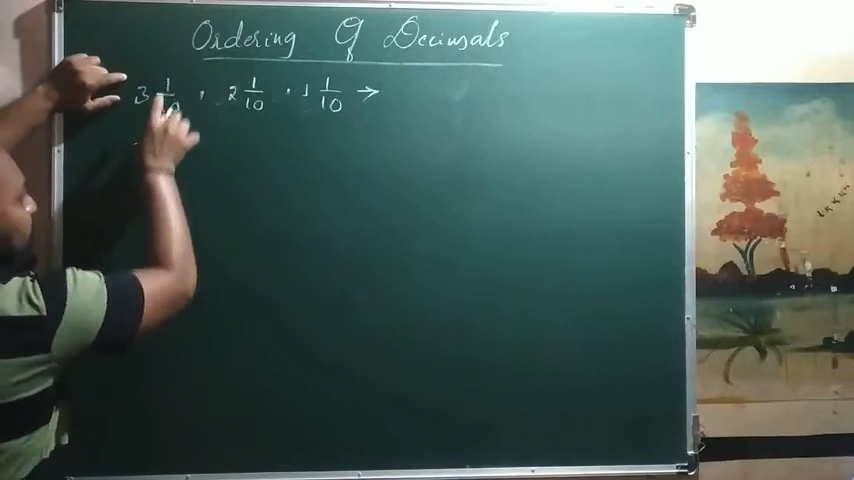 Ordering Of Decimals
3 1/10 , 2 1/10 , 1 1/10 →